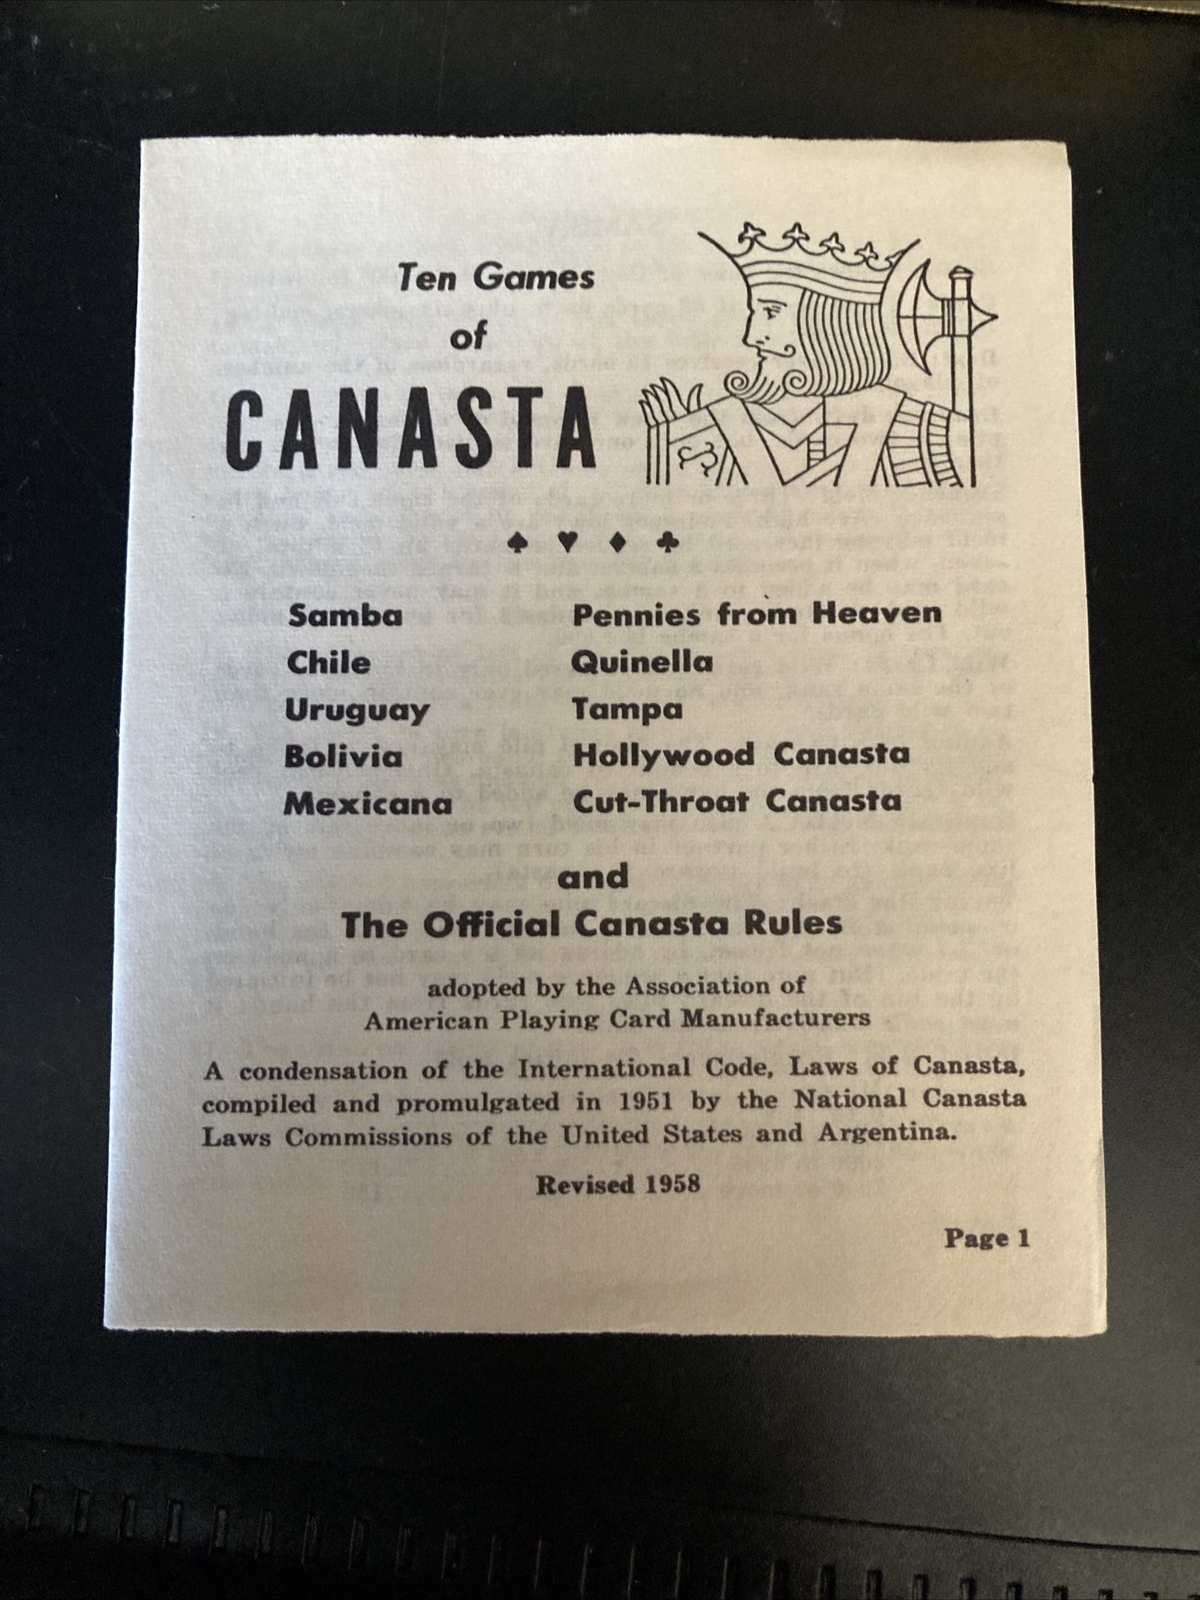 Ten Games
of
CANASTA
♠ ♥ ♦ ♣
Samba
Chile
Uruguay
Bolivia
Mexicana
Pennies from Heaven
Quinella
Tampa
Hollywood Canasta
Cut-Throat Canasta
and
The Official Canasta Rules
adopted by the Association of
American Playing Card Manufacturers
A condensation of the International Code, Laws of Canasta,
compiled and promulgated in 1951 by the National Canasta
Laws Commissions of the United States and Argentina.
Revised 1958
Page 1